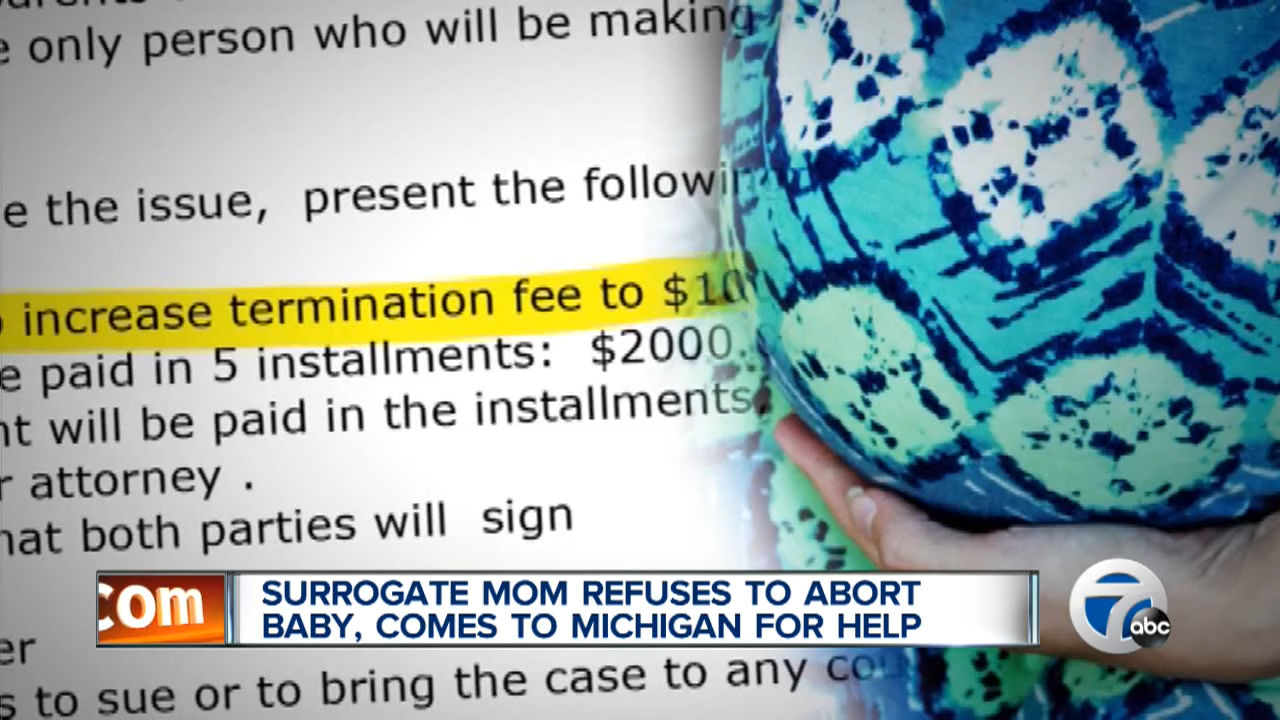 e only person who will be making
e the issue, present the following
increase termination fee to $10
e paid in 5 installments: $2000.
nt will be paid in the installments.
r attorney .
hat both parties will sign
com
SURROGATE MOM REFUSES TO ABORT
BABY, COMES TO MICHIGAN FOR HELP
7 abc
er
s to sue or to bring the case to any